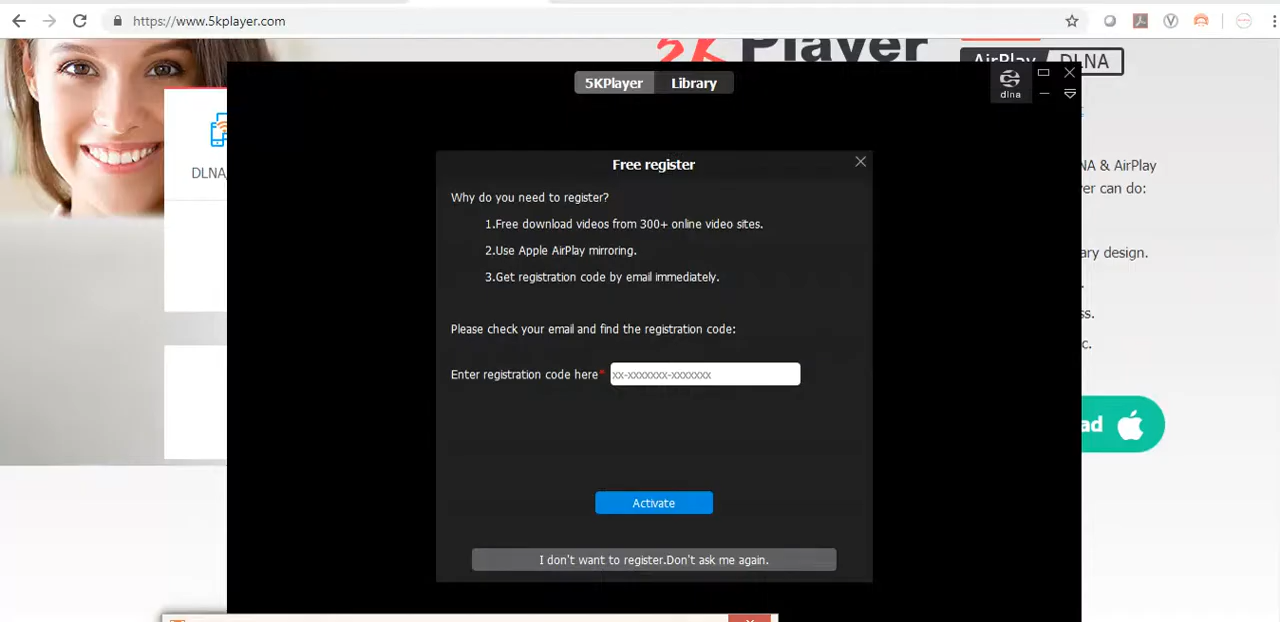 https://www.5kplayer.com
Player
AirPlay DLNA
5KPlayer Library
dlna
DLNA
NA & AirPlay
er can do:
Free register
Why do you need to register?
1.Free download videos from 300+ online video sites.
2.Use Apple AirPlay mirroring.
3.Get registration code by email immediately.
ary design.
ss.
c.
Please check your email and find the registration code:
Enter registration code here* xx-xxxxxxx-xxxxxxx
ad
Activate
I don't want to register.Don't ask me again.